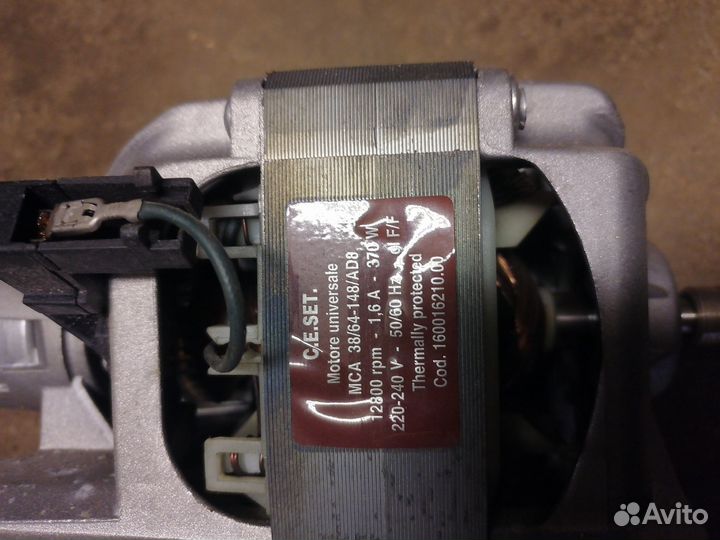 C.E.SET.
Motore universale
MCA 38/64-148/AD8
12800 rpm - 1,6 A - 370 W
220-240 V - 50/60 Hz cl F/F
Thermally protected
Cod. 160016210.00
Avito